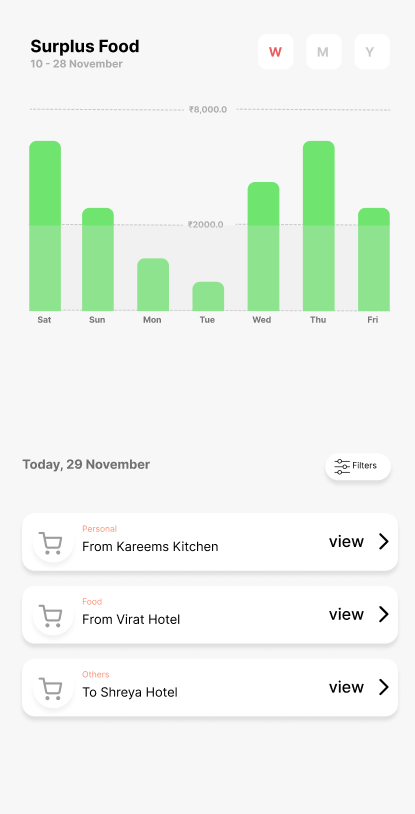 Surplus Food
10 - 28 November
W M Y
₹8,000.0
₹2000.0
Sat Sun Mon Tue Wed Thu Fri
Today, 29 November
Filters
Personal
From Kareems Kitchen
view
Food
From Virat Hotel
view
Others
To Shreya Hotel
view